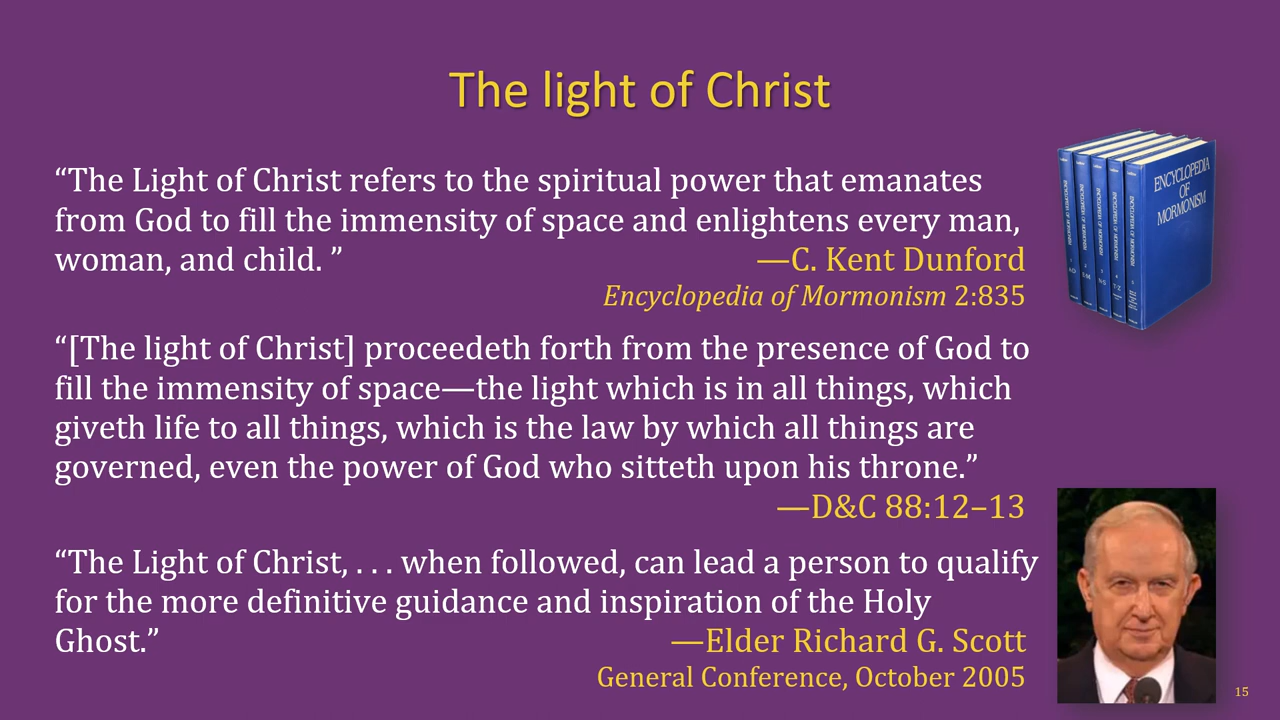 The light of Christ
“The Light of Christ refers to the spiritual power that emanates
from God to fill the immensity of space and enlightens every man,
woman, and child. ” —C. Kent Dunford
Encyclopedia of Mormonism 2:835
ENCYCLOPEDIA
OF
MORMONISM
“[The light of Christ] proceedeth forth from the presence of God to
fill the immensity of space—the light which is in all things, which
giveth life to all things, which is the law by which all things are
governed, even the power of God who sitteth upon his throne.”
—D&C 88:12–13
“The Light of Christ, . . . when followed, can lead a person to qualify
for the more definitive guidance and inspiration of the Holy
Ghost.” —Elder Richard G. Scott
General Conference, October 2005
15